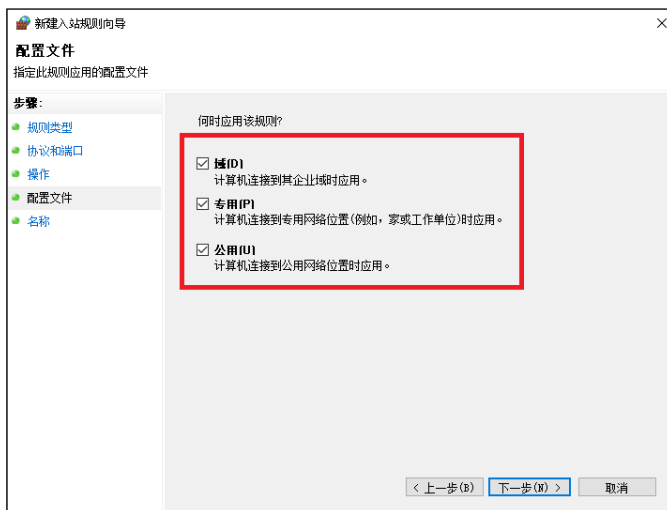 新建入站规则向导
配置文件
指定此规则应用的配置文件
步骤:
规则类型
协议和端口
操作
配置文件
名称
何时应用该规则?
域(D)
计算机连接到其企业域时应用。
专用(P)
计算机连接到专用网络位置(例如，家或工作单位)时应用。
公用(U)
计算机连接到公用网络位置时应用。
< 上一步(B) 下一步(N) > 取消